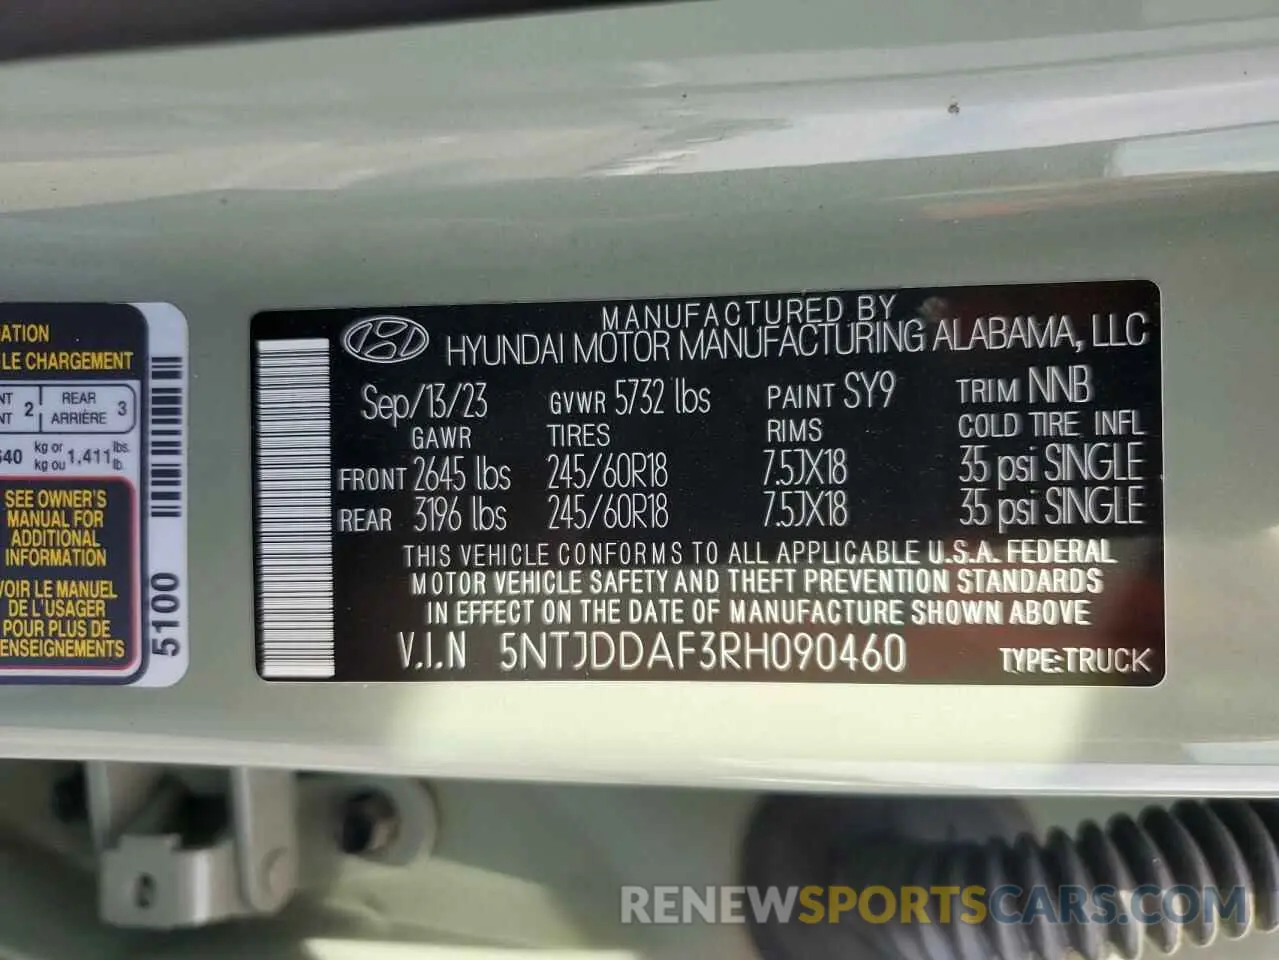 ATION
LE CHARGEMENT
NT 2 REAR 3
NT ARRIÈRE
640 kg or 1,411 lbs.
kg ou lb.
SEE OWNER'S
MANUAL FOR
ADDITIONAL
INFORMATION
VOIR LE MANUEL
DE L'USAGER
POUR PLUS DE
ENSEIGNEMENTS
5100
MANUFACTURED BY
HYUNDAI MOTOR MANUFACTURING ALABAMA, LLC
Sep/13/23 GVWR 5732 lbs PAINT SY9 TRIM NNB
GAWR TIRES RIMS COLD TIRE INFL
FRONT 2645 lbs 245/60R18 7.5JX18 35 psi SINGLE
REAR 3196 lbs 245/60R18 7.5JX18 35 psi SINGLE
THIS VEHICLE CONFORMS TO ALL APPLICABLE U.S.A. FEDERAL
MOTOR VEHICLE SAFETY AND THEFT PREVENTION STANDARDS
IN EFFECT ON THE DATE OF MANUFACTURE SHOWN ABOVE
V.I.N 5NTJDDAF3RH090460 TYPE:TRUCK
RENEWSPORTSCARS.COM